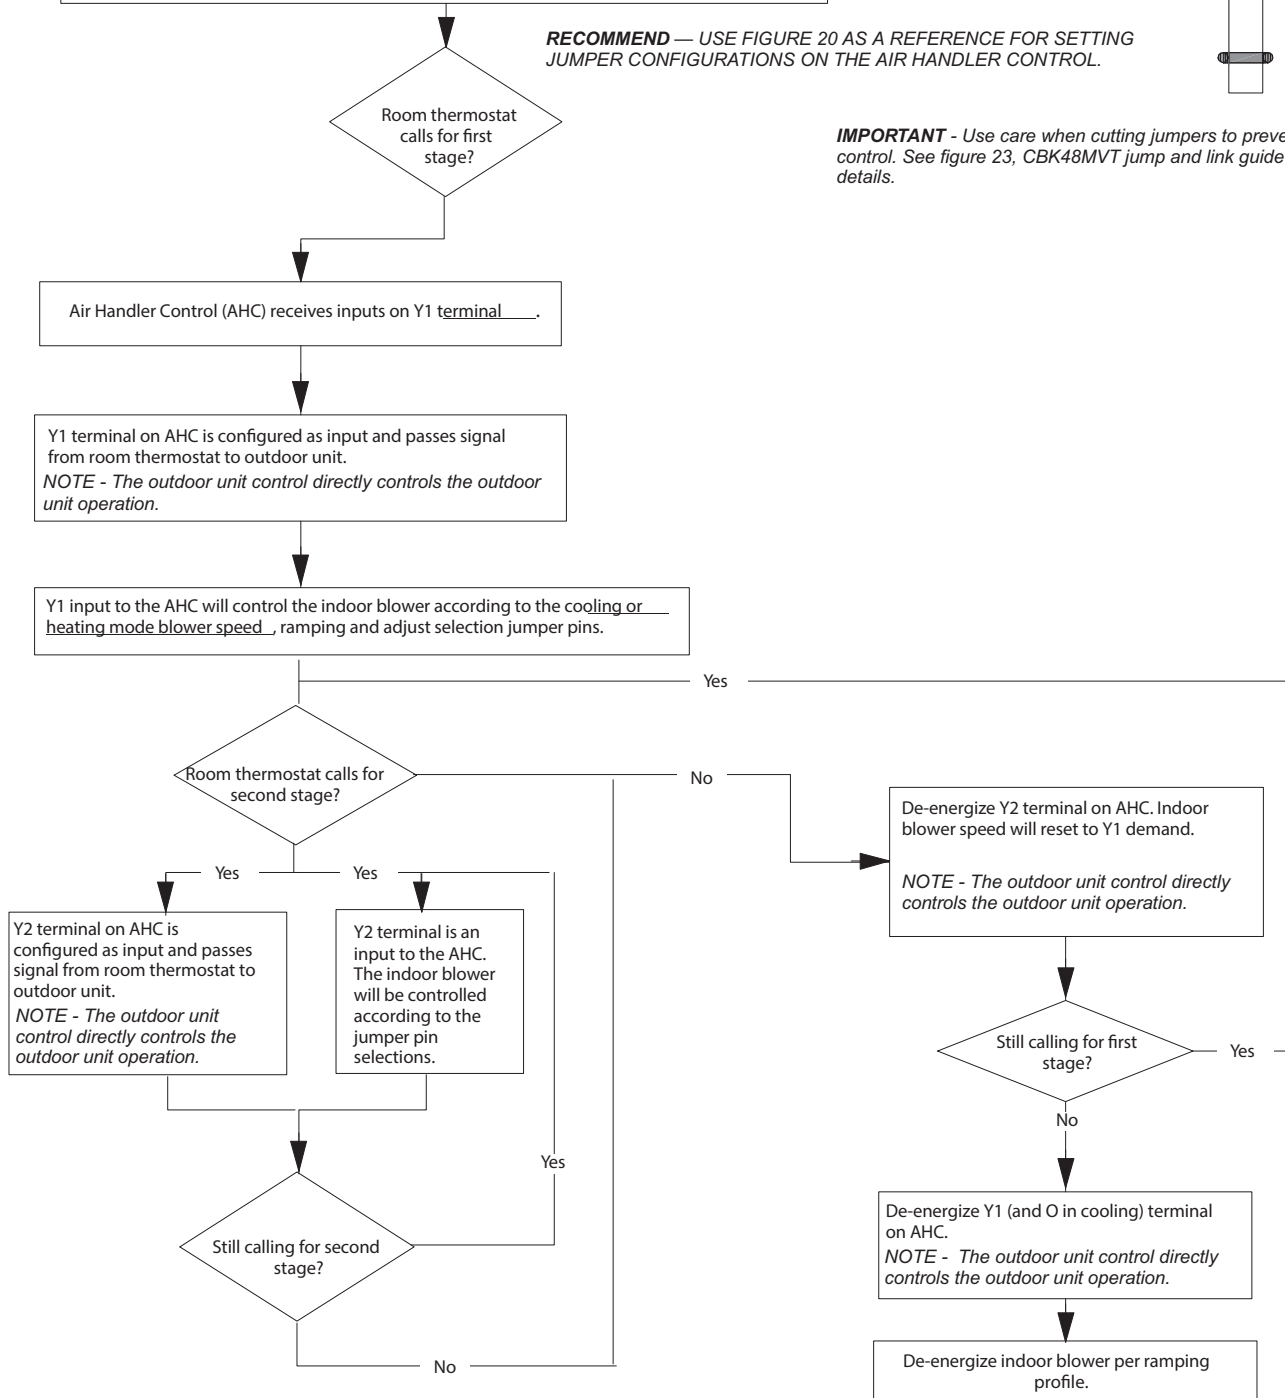 RECOMMEND — USE FIGURE 20 AS A REFERENCE FOR SETTING
JUMPER CONFIGURATIONS ON THE AIR HANDLER CONTROL.
Room thermostat
calls for first
stage?
IMPORTANT - Use care when cutting jumpers to
control. See figure 23, CBK48MVT jump and link guide
details.
Air Handler Control (AHC) receives inputs on Y1 terminal .
Y1 terminal on AHC is configured as input and passes signal
from room thermostat to outdoor unit.
NOTE - The outdoor unit control directly controls the outdoor
unit operation.
Y1 input to the AHC will control the indoor blower according to the cooling or
heating mode blower speed , ramping and adjust selection jumper pins.
Yes
Room thermostat calls for
second stage?
No
De-energize Y2 terminal on AHC. Indoor
blower speed will reset to Y1 demand.
NOTE - The outdoor unit control directly
controls the outdoor unit operation.
Yes
Yes
Y2 terminal on AHC is
configured as input and passes
signal from room thermostat to
outdoor unit.
NOTE - The outdoor unit
control directly controls the
outdoor unit operation.
Y2 terminal is an
input to the AHC.
The indoor blower
will be controlled
according to the
jumper pin
selections.
Still calling for first
stage?
Yes
No
Yes
Still calling for second
stage?
No
De-energize Y1 (and O in cooling) terminal
on AHC.
NOTE - The outdoor unit control directly
controls the outdoor unit operation.
De-energize indoor blower per ramping
profile.